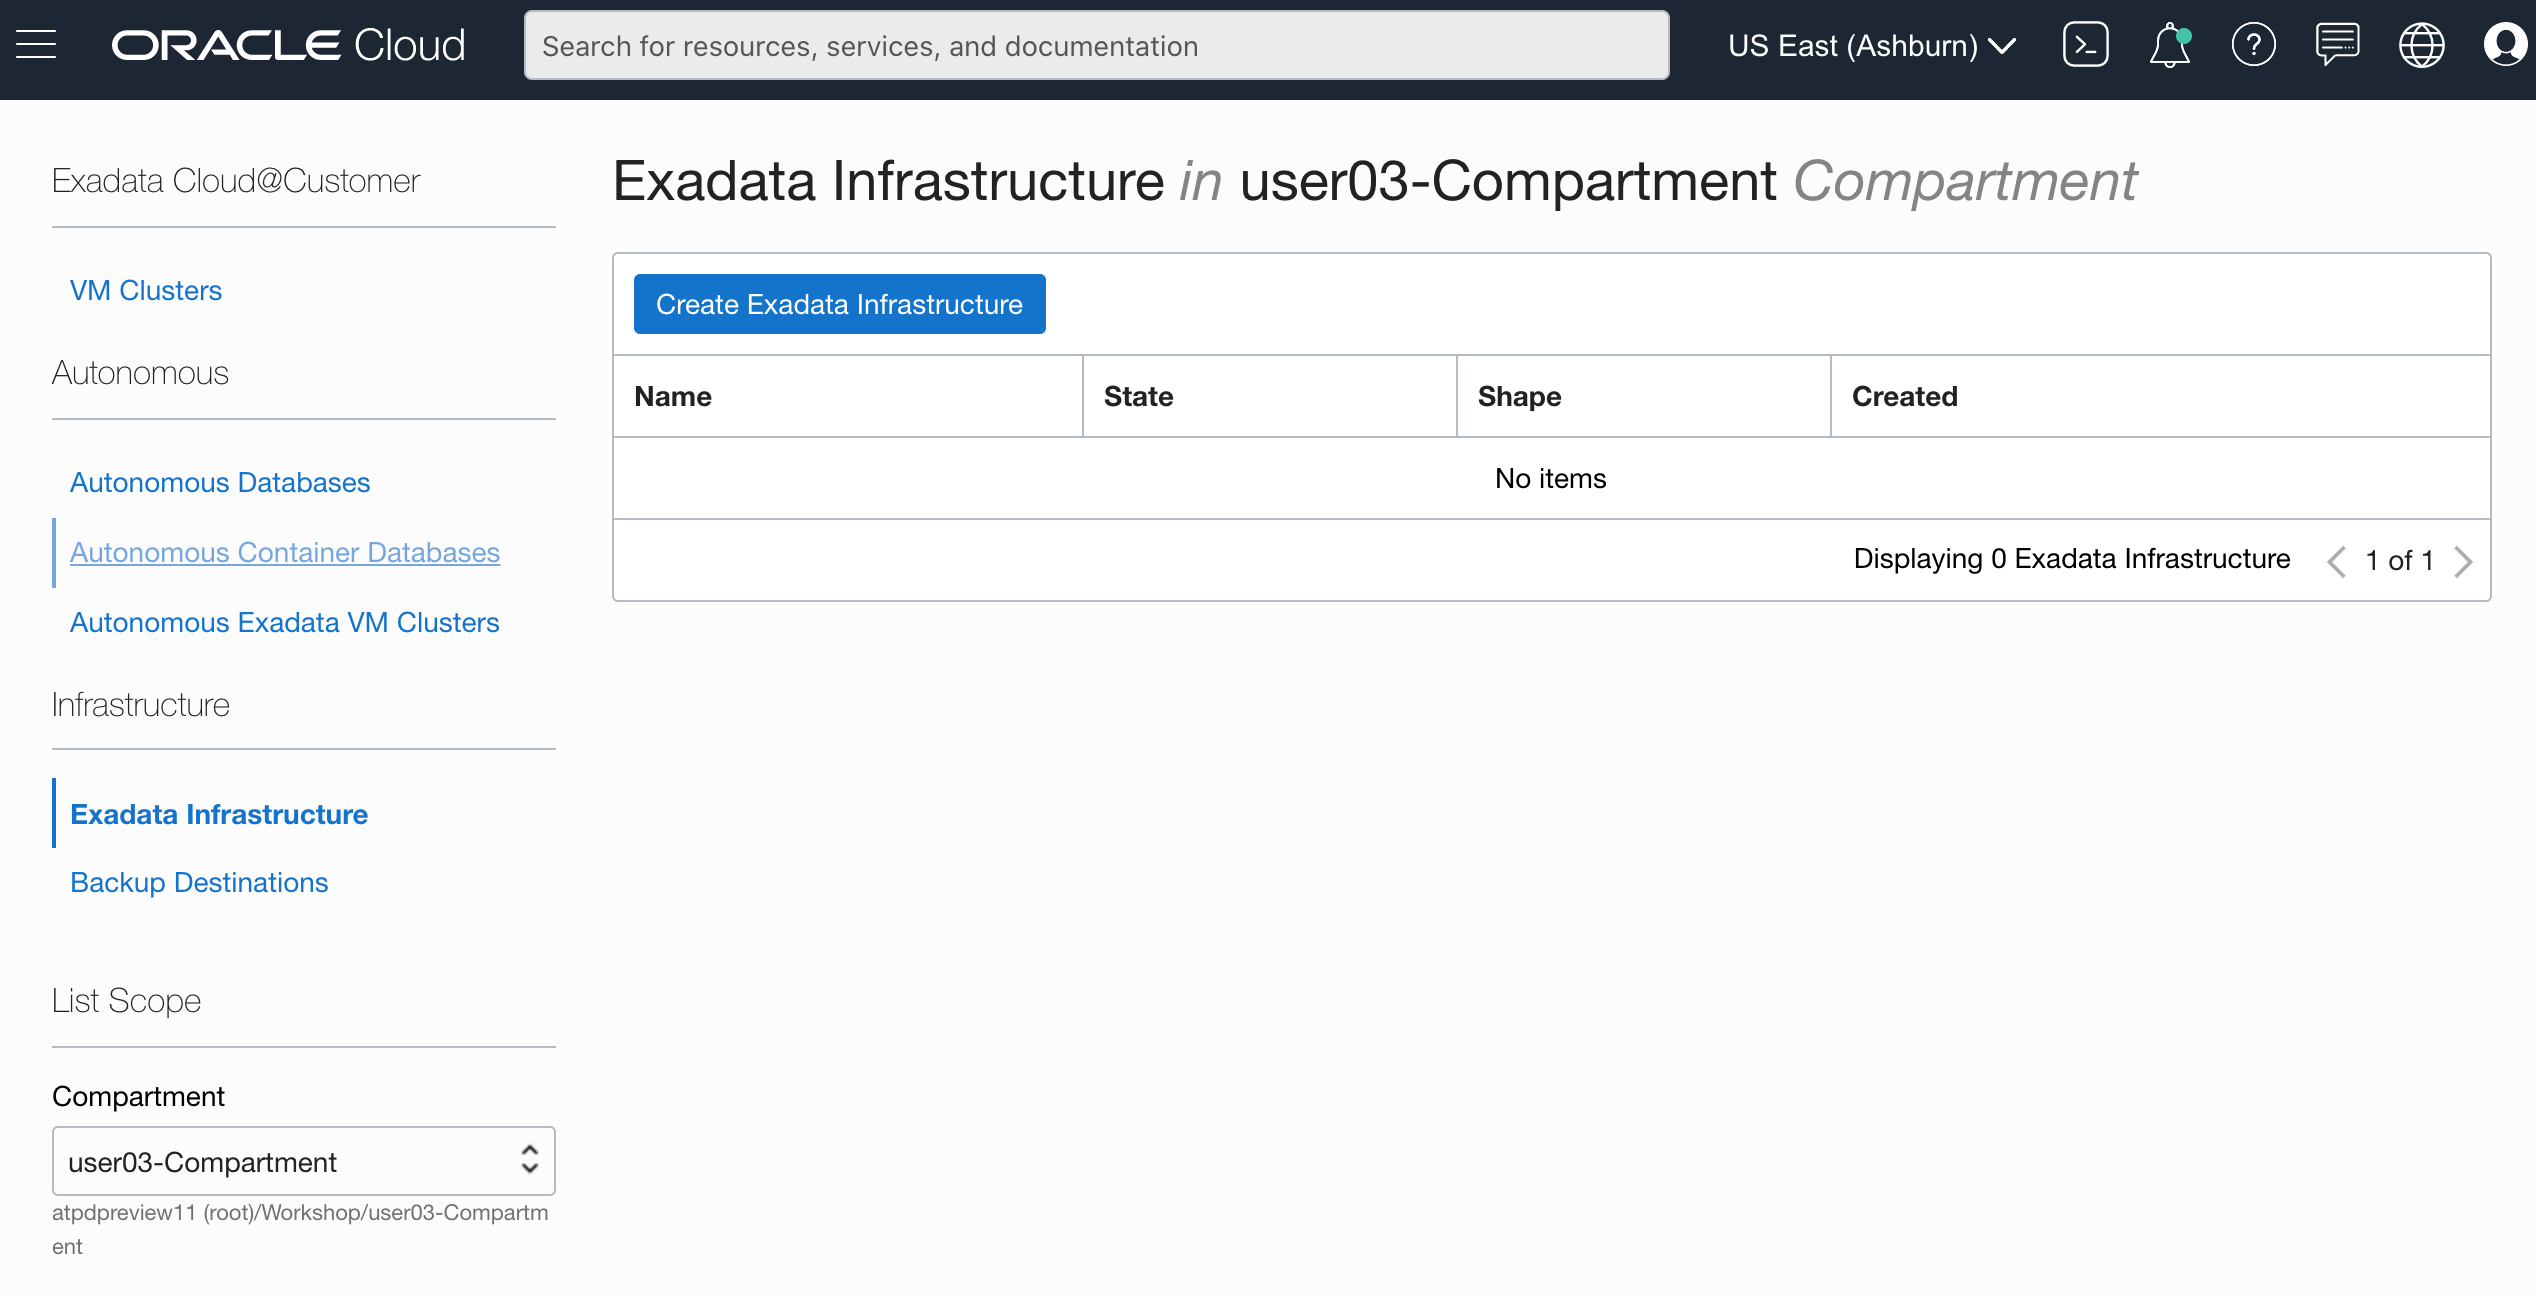 ORACLE Cloud
Search for resources, services, and documentation
US East (Ashburn)
Exadata Cloud@Customer
VM Clusters
Autonomous
Autonomous Databases
Autonomous Container Databases
Autonomous Exadata VM Clusters
Infrastructure
Exadata Infrastructure
Backup Destinations
List Scope
Compartment
user03-Compartment
atpdpreview11 (root)/Workshop/user03-Compartm
ent
Exadata Infrastructure in user03-Compartment Compartment
Create Exadata Infrastructure
Name State Shape Created
No items
Displaying 0 Exadata Infrastructure 1 of 1